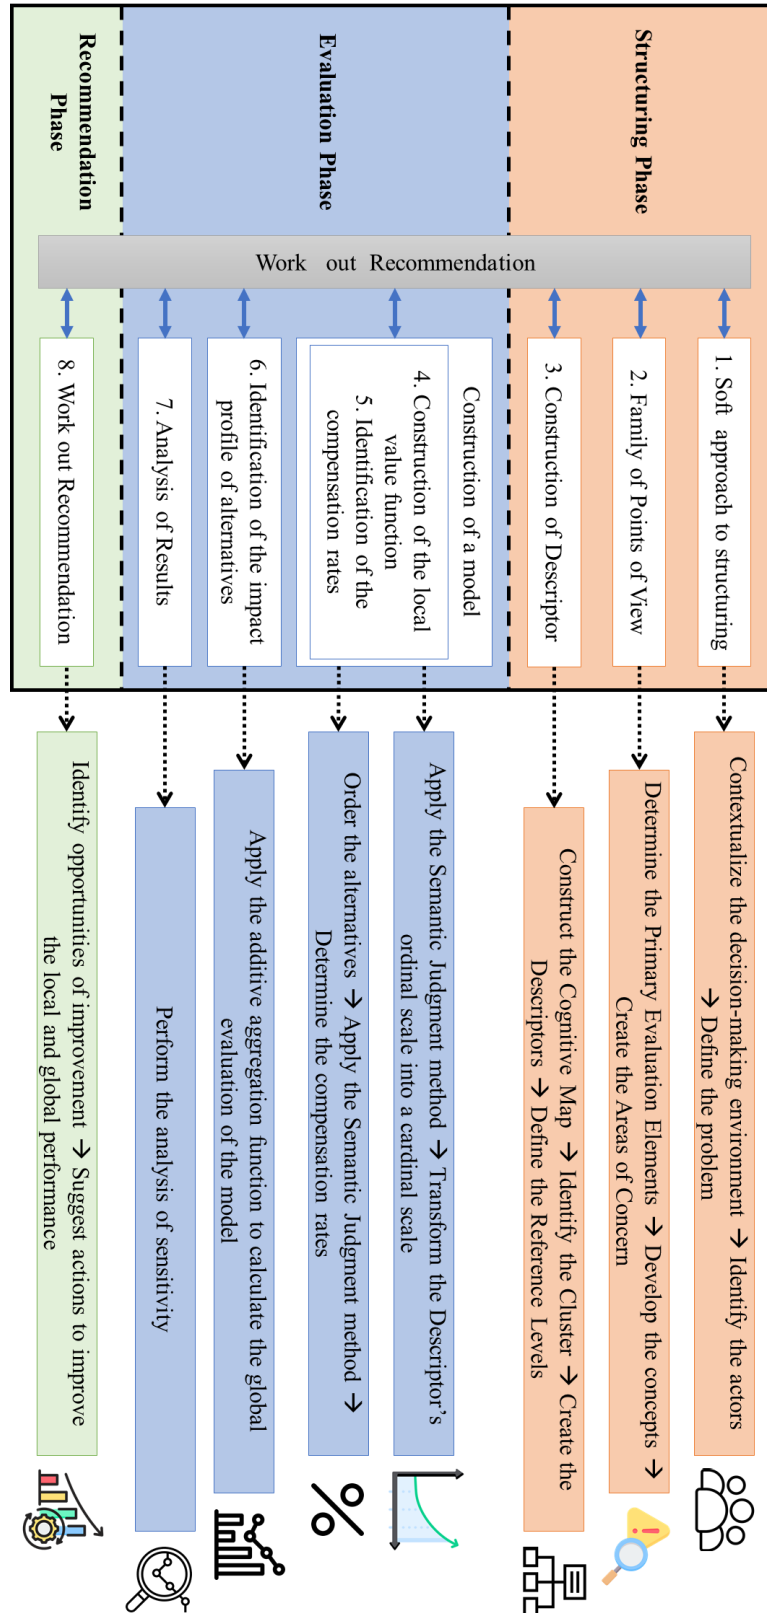 Structuring Phase
Evaluation Phase
Recommendation
Phase
Work out Recommendation
1. Soft approach to structuring
2. Family of Points of View
3. Construction of Descriptor
Construction of a model
4. Construction of the local
value function
5. Identification of the
compensation rates
6. Identification of the impact
profile of alternatives
7. Analysis of Results
8. Work out Recommendation
Contextualize the decision-making environment → Identify the actors
→ Define the problem
Determine the Primary Evaluation Elements → Develop the concepts →
Create the Areas of Concern
Construct the Cognitive Map → Identify the Cluster → Create the
Descriptors → Define the Reference Levels
Apply the Semantic Judgment method → Transform the Descriptor's
ordinal scale into a cardinal scale
Order the alternatives → Apply the Semantic Judgment method →
Determine the compensation rates
Apply the additive aggregation function to calculate the global
evaluation of the model
Perform the analysis of sensitivity
Identify opportunities of improvement → Suggest actions to improve
the local and global performance